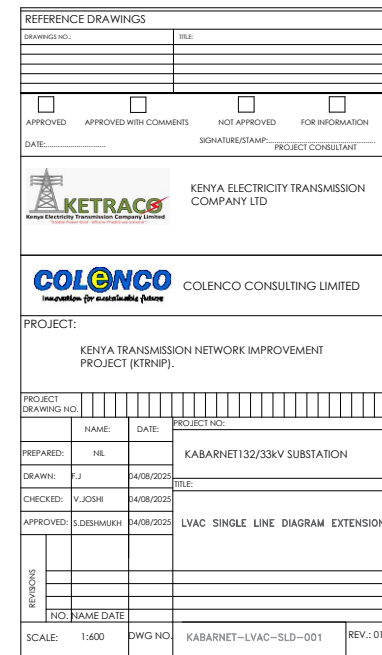 REFERENCE DRAWINGS
DRAWINGS NO.: TITLE:
APPROVED APPROVED WITH COMMENTS NOT APPROVED FOR INFORMATION
DATE:............................ SIGNATURE/STAMP:..................................................
PROJECT CONSULTANT
KETRACO
Kenya Electricity Transmission Company Limited
KENYA ELECTRICITY TRANSMISSION
COMPANY LTD
COLENCO
Innovation for sustainable future
COLENCO CONSULTING LIMITED
PROJECT:
KENYA TRANSMISSION NETWORK IMPROVEMENT
PROJECT (KTRNIP).
PROJECT
DRAWING NO.
NAME: DATE: PROJECT NO:
PREPARED: NIL KABARNET132/33kV SUBSTATION
DRAWN: F.J 04/08/2025
TITLE:
CHECKED: V.JOSHI 04/08/2025
APPROVED: S.DESHMUKH 04/08/2025 LVAC SINGLE LINE DIAGRAM EXTENSION
REVISIONS
NO. NAME DATE
SCALE: 1:600 DWG NO. KABARNET-LVAC-SLD-001 REV.: 01